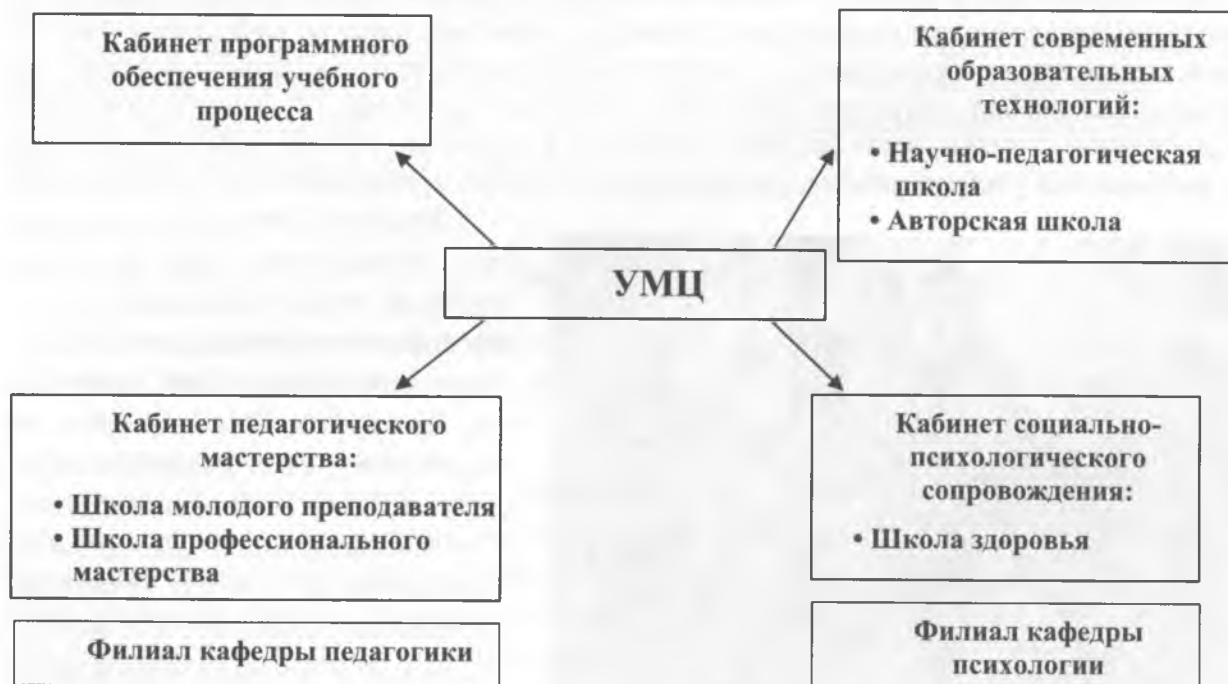 Кабинет программного
обеспечения учебного
процесса
Кабинет современных
образовательных
технологий:
• Научно-педагогическая
школа
• Авторская школа
УМЦ
Кабинет педагогического
мастерства:
• Школа молодого преподавателя
• Школа профессионального
мастерства
Кабинет социально-
психологического
сопровождения:
• Школа здоровья
Филиал кафедры педагогики
Филиал кафедры
психологии